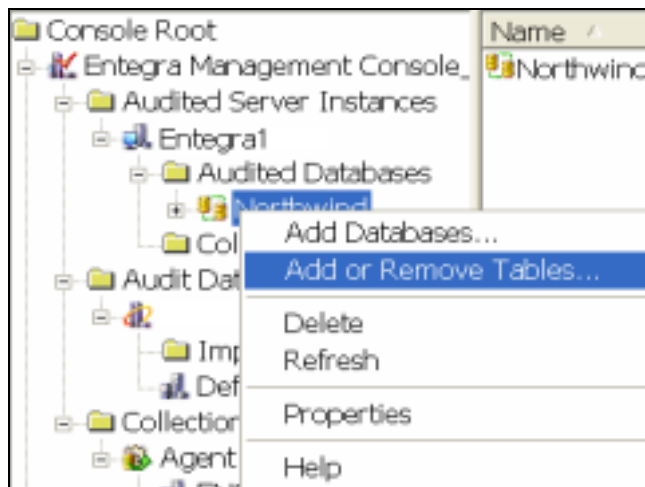 Console Root
Name
Entegra Management Console_
Northwind
Audited Server Instances
Entegra1
Audited Databases
Northwind
Col
Add Databases...
Add or Remove Tables...
Audit Dat
Delete
Imp
Refresh
Def
Collection
Properties
Agent
Help